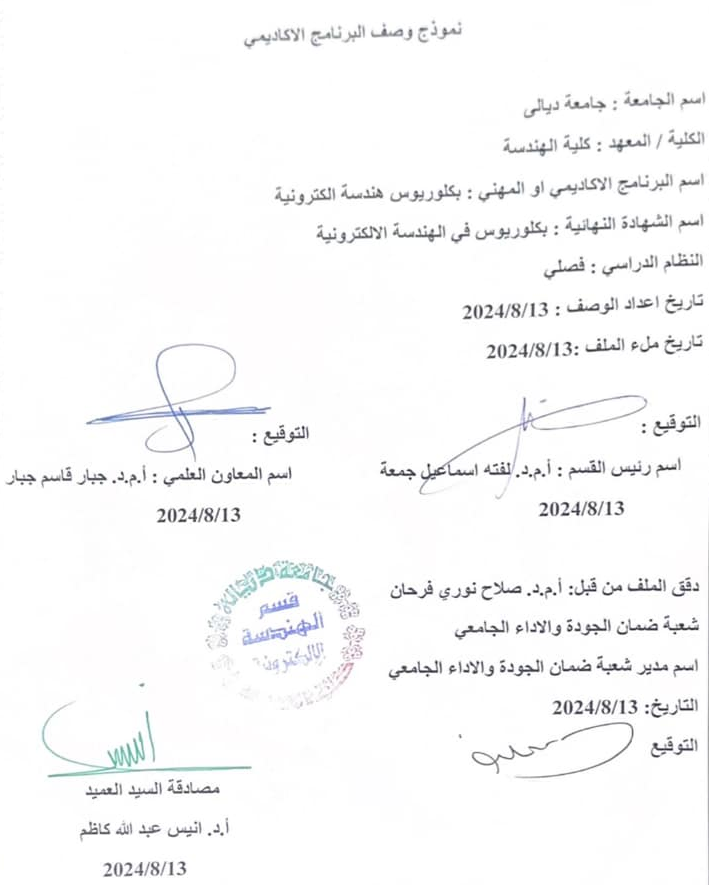 نموذج وصف البرنامج الاكاديمي
اسم الجامعة : جامعة ديالى
الكلية / المعهد : كلية الهندسة
اسم البرنامج الاكاديمي او المهني : بكلوريوس هندسة الكترونية
اسم الشهادة النهائية : بكلوريوس في الهندسة الالكترونية
النظام الدراسي : فصلي
تاريخ اعداد الوصف : 2024/8/13
تاريخ ملء الملف :2024/8/13
التوقيع :
اسم رئيس القسم : أ.م.د. لفته اسماعيل جمعة
2024/8/13
التوقيع :
اسم المعاون العلمي : أ.م.د. جبار قاسم جبار
2024/8/13
دقق الملف من قبل: أ.م.د. صلاح نوري فرحان
شعبة ضمان الجودة والاداء الجامعي
اسم مدير شعبة ضمان الجودة والاداء الجامعي
التاريخ: 2024/8/13
التوقيع
جامعة ديالى
قسم
الهندسة
الالكترونية
مصادقة السيد العميد
أ.د. انيس عبد الله كاظم
2024/8/13